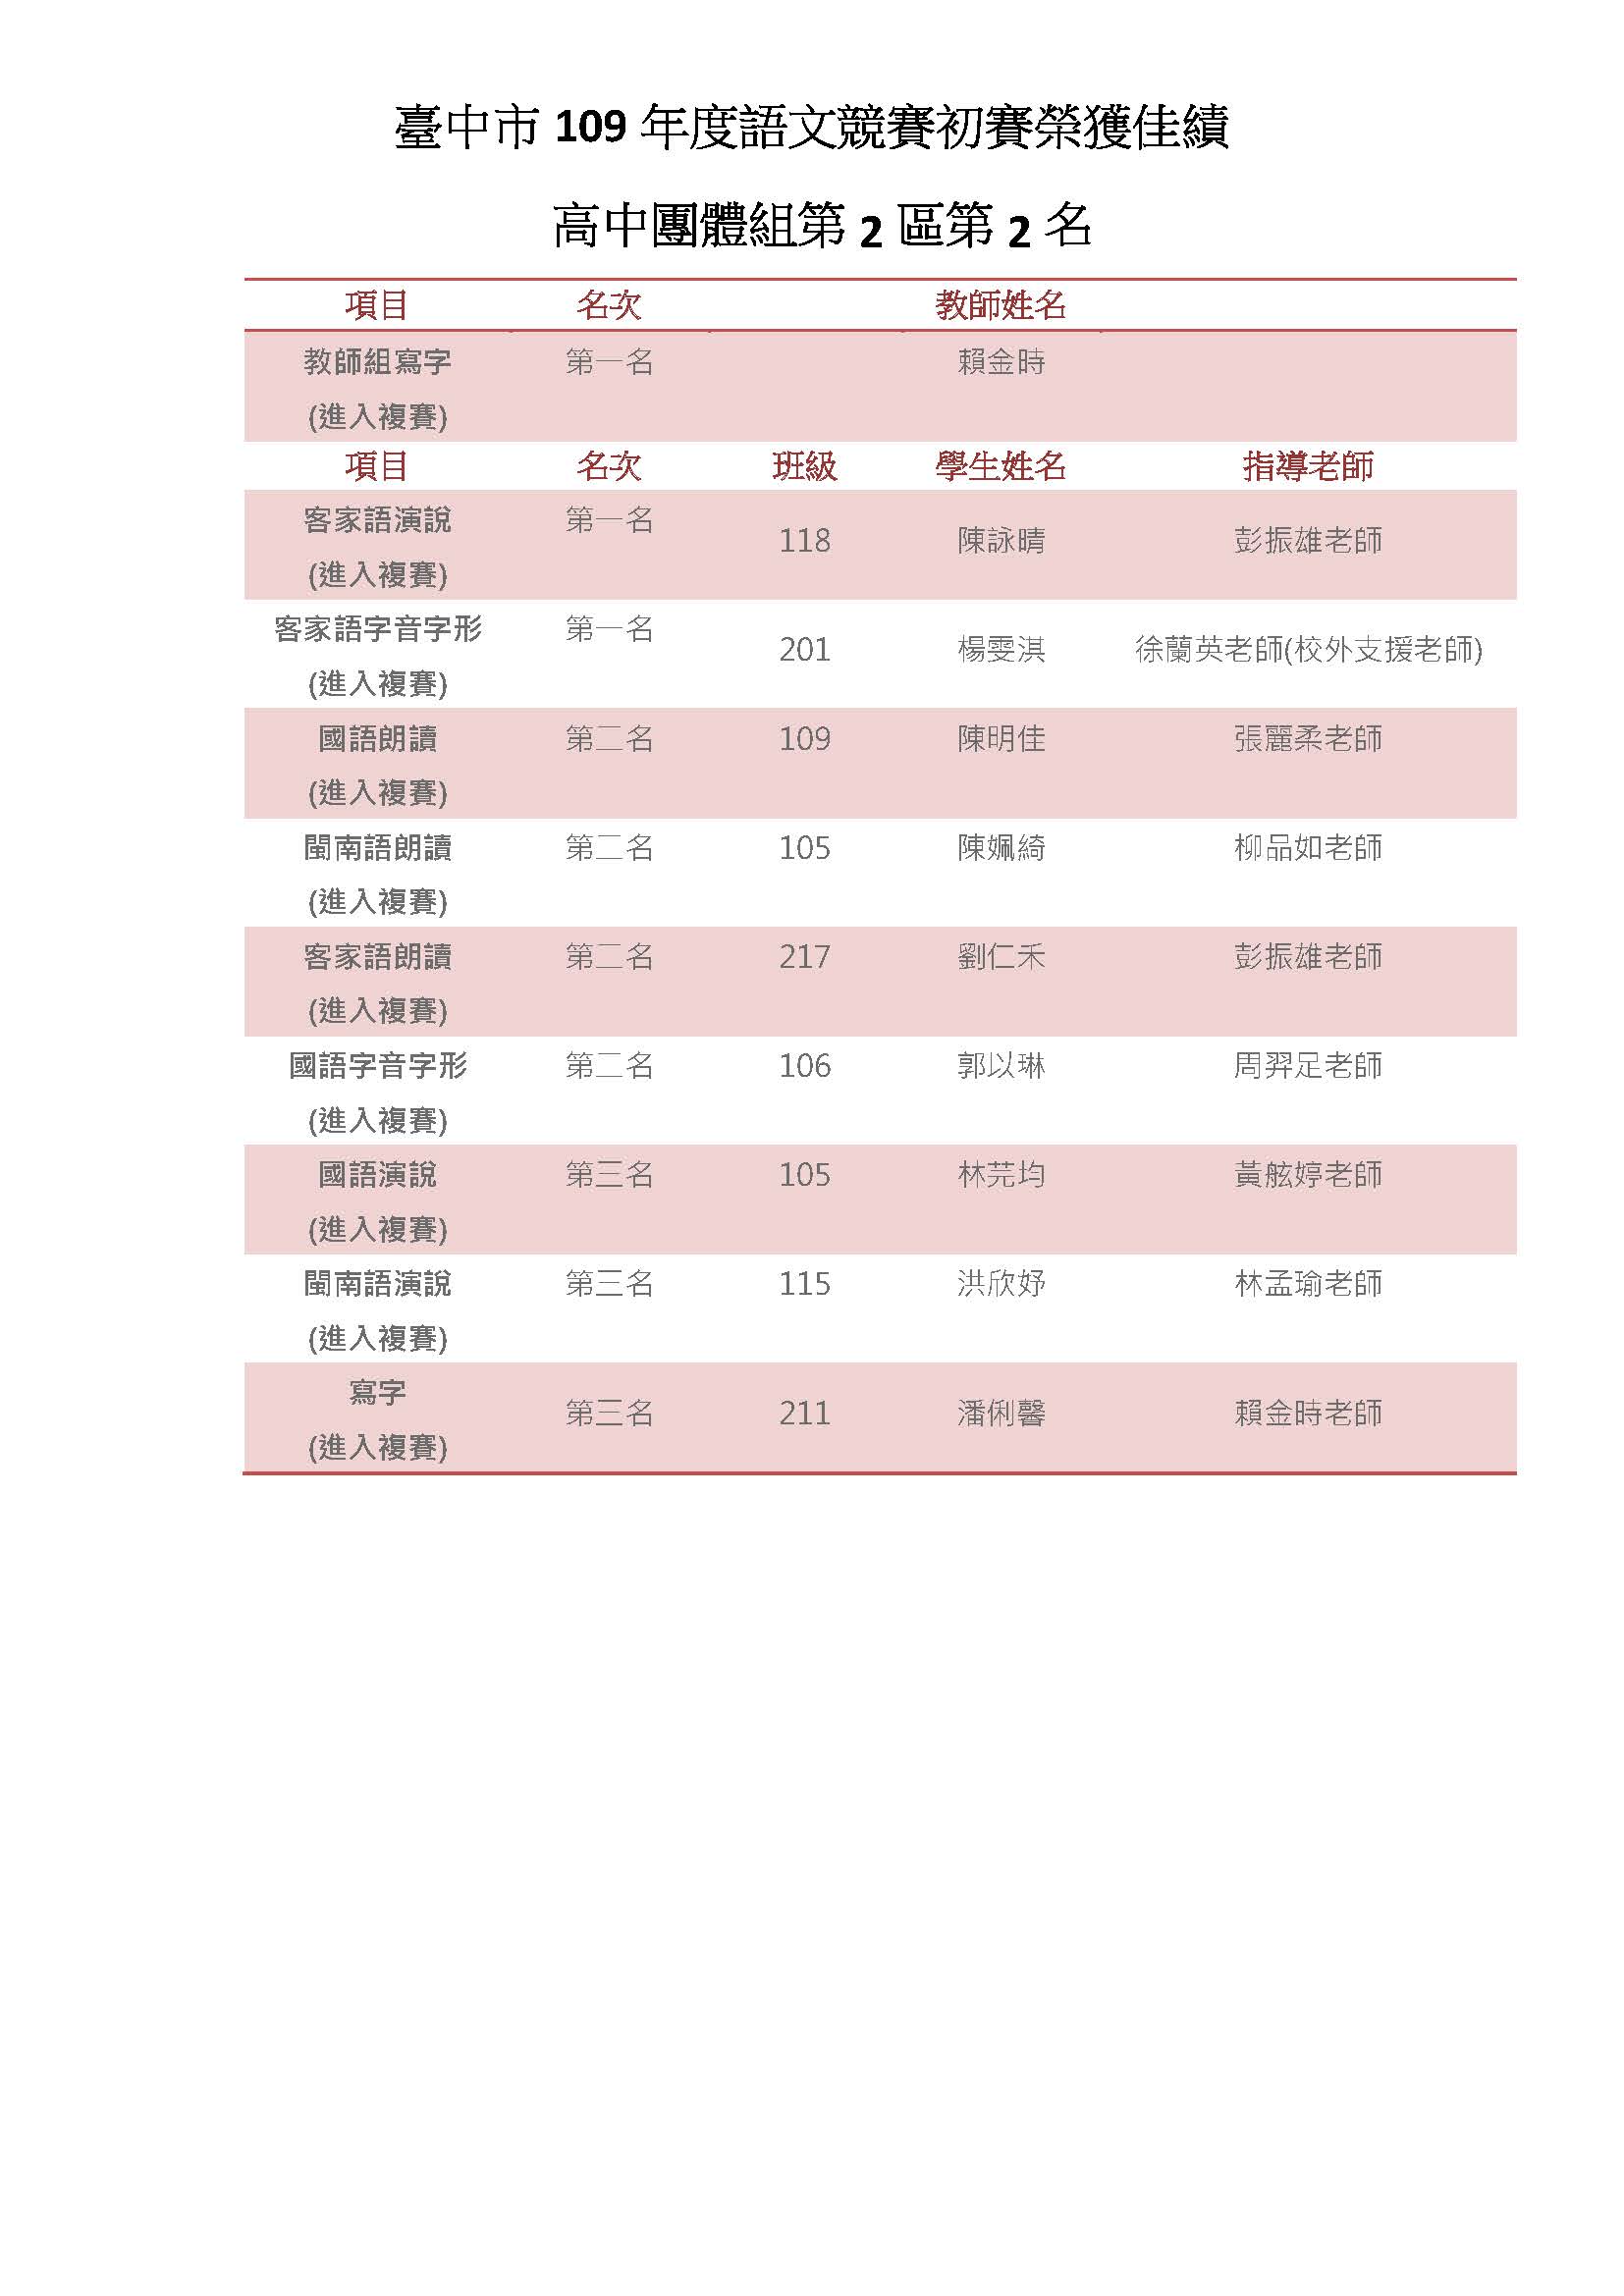 臺中市 109 年度語文競賽初賽榮獲佳績
高中團體組第 2 區第 2 名
項目 名次 教師姓名
教師組寫字 第一名 賴金時
(進入複賽)
項目 名次 班級 學生姓名 指導老師
客家語演說 第一名 118 陳詠晴 彭振雄老師
(進入複賽)
客家語字音字形 第一名 201 楊雯淇 徐蘭英老師(校外支援老師)
(進入複賽)
國語朗讀 第二名 109 陳明佳 張麗柔老師
(進入複賽)
閩南語朗讀 第二名 105 陳姵綺 柳品如老師
(進入複賽)
客家語朗讀 第二名 217 劉仁禾 彭振雄老師
(進入複賽)
國語字音字形 第二名 106 郭以琳 周羿足老師
(進入複賽)
國語演說 第三名 105 林芫均 黃舷婷老師
(進入複賽)
閩南語演說 第三名 115 洪欣妤 林孟瑜老師
(進入複賽)
寫字 第三名 211 潘俐馨 賴金時老師
(進入複賽)